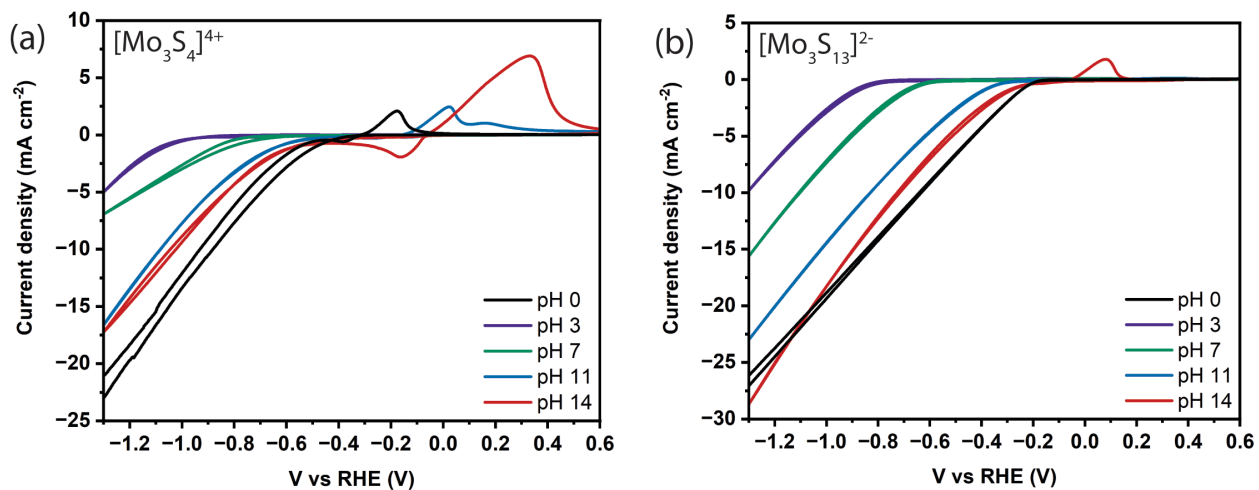 (a)
[Mo₃S₄]⁴⁺
10
5
0
−5
−10
−15
−20
−25
Current density (mA cm⁻²)
pH 0
pH 3
pH 7
pH 11
pH 14
−1.2 −1.0 −0.8 −0.6 −0.4 −0.2 0.0 0.2 0.4 0.6
V vs RHE (V)
(b)
[Mo₃S₁₃]²⁻
5
0
−5
−10
−15
−20
−25
−30
Current density (mA cm⁻²)
pH 0
pH 3
pH 7
pH 11
pH 14
−1.2 −1.0 −0.8 −0.6 −0.4 −0.2 0.0 0.2 0.4 0.6
V vs RHE (V)